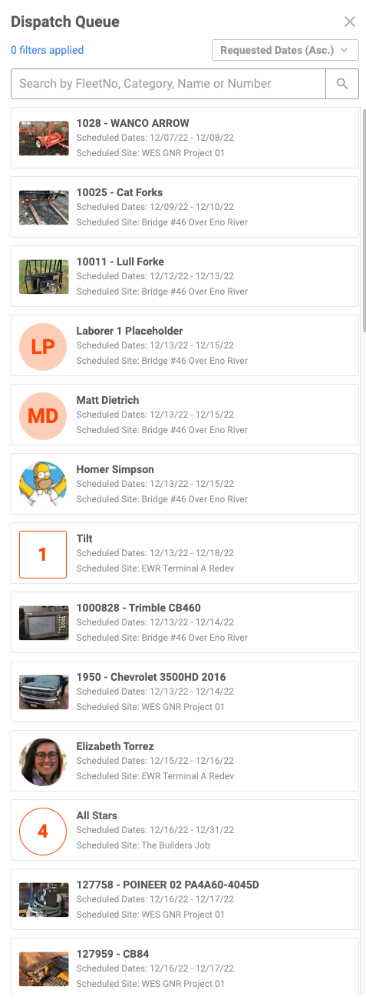 Dispatch Queue
0 filters applied
Requested Dates (Asc.)
Search by FleetNo, Category, Name or Number
1028 - WANCO ARROW
Scheduled Dates: 12/07/22 - 12/08/22
Scheduled Site: WES GNR Project 01
10025 - Cat Forks
Scheduled Dates: 12/09/22 - 12/10/22
Scheduled Site: Bridge #46 Over Eno River
10011 - Lull Forke
Scheduled Dates: 12/12/22 - 12/13/22
Scheduled Site: Bridge #46 Over Eno River
LP
Laborer 1 Placeholder
Scheduled Dates: 12/13/22 - 12/15/22
Scheduled Site: Bridge #46 Over Eno River
MD
Matt Dietrich
Scheduled Dates: 12/13/22 - 12/15/22
Scheduled Site: Bridge #46 Over Eno River
Homer Simpson
Scheduled Dates: 12/13/22 - 12/15/22
Scheduled Site: Bridge #46 Over Eno River
1
Tilt
Scheduled Dates: 12/13/22 - 12/18/22
Scheduled Site: EWR Terminal A Redev
1000828 - Trimble CB460
Scheduled Dates: 12/13/22 - 12/14/22
Scheduled Site: Bridge #46 Over Eno River
1950 - Chevrolet 3500HD 2016
Scheduled Dates: 12/13/22 - 12/14/22
Scheduled Site: WES GNR Project 01
Elizabeth Torrez
Scheduled Dates: 12/15/22 - 12/16/22
Scheduled Site: EWR Terminal A Redev
4
All Stars
Scheduled Dates: 12/16/22 - 12/31/22
Scheduled Site: The Builders Job
127758 - POINEER 02 PA4A60-4045D
Scheduled Dates: 12/16/22 - 12/17/22
Scheduled Site: WES GNR Project 01
127959 - CB84
Scheduled Dates: 12/16/22 - 12/17/22
Scheduled Site: WES GNR Project 01